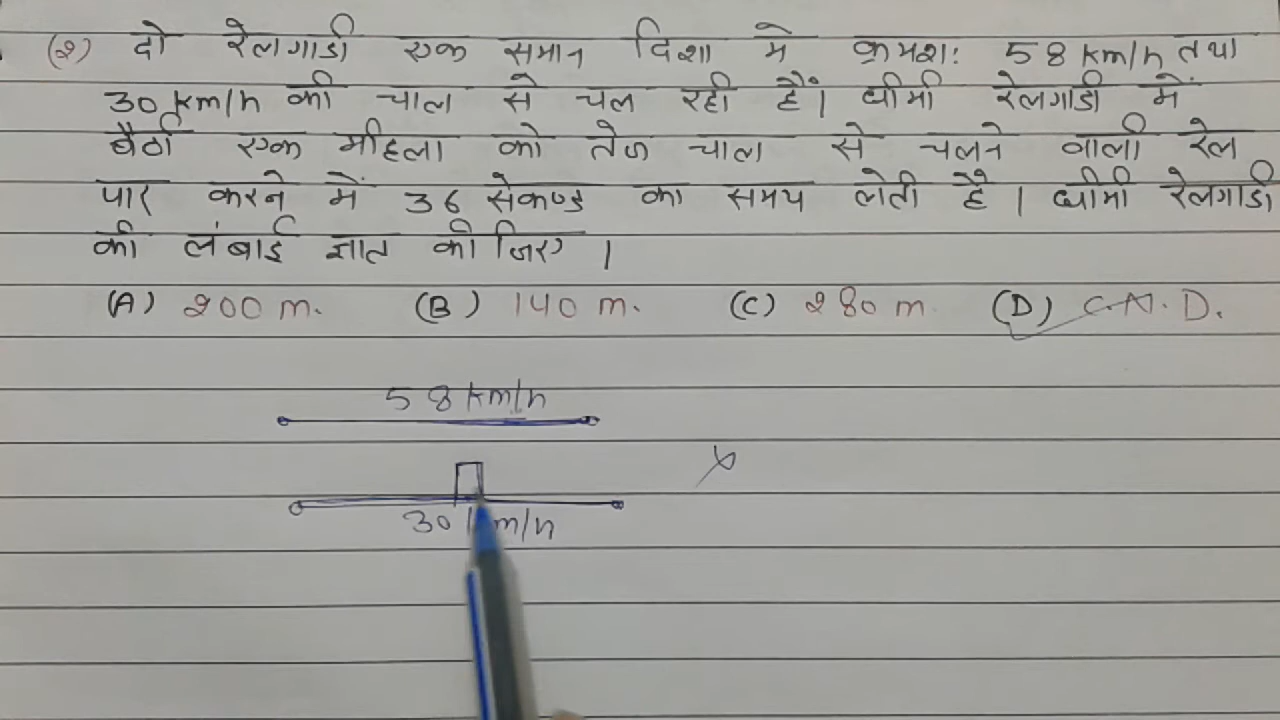 (2) दो रेलगाडी एक समान दिशा मे क्रमशः 58 km/h तथा
30 km/h की चाल से चल रही हैं। धीमी रेलगाडी में
बैठी एक महिला को तेज चाल से चलने वाली रेल
पार करने में 36 सेकण्ड का समय लेती है । धीमी रेलगाडी
की लंबाई ज्ञात कीजिए ।
(A) 200 m. (B) 140 m. (C) 280 m. (D) C.N.D.
58 km/h
30 km/h